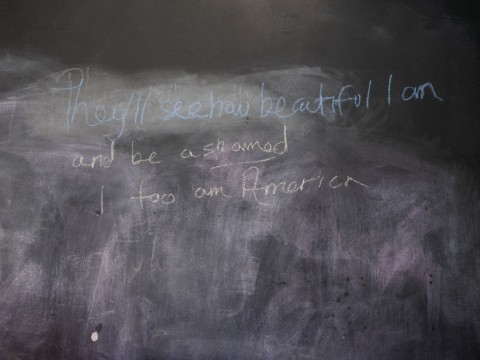 They'll see how beautiful I am
and be ashamed
I too am America